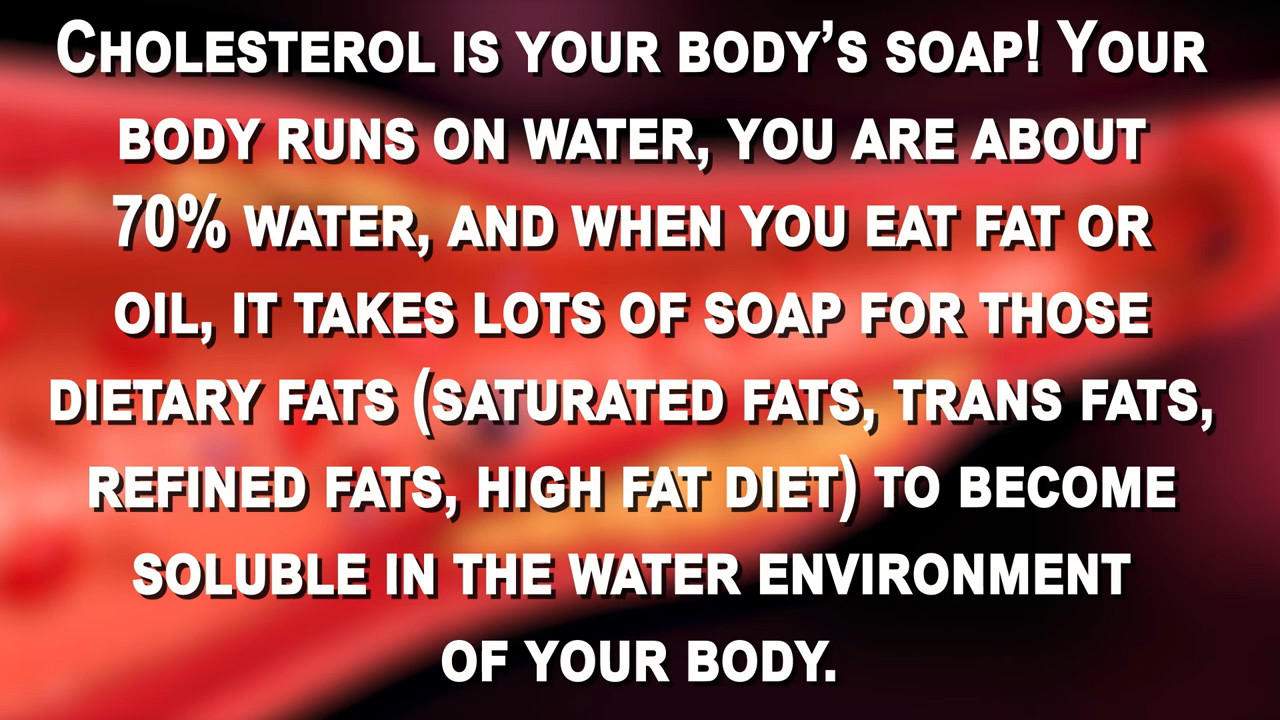 Cholesterol is your body's soap! Your
body runs on water, you are about
70% water, and when you eat fat or
oil, it takes lots of soap for those
dietary fats (saturated fats, trans fats,
refined fats, high fat diet) to become
soluble in the water environment
of your body.